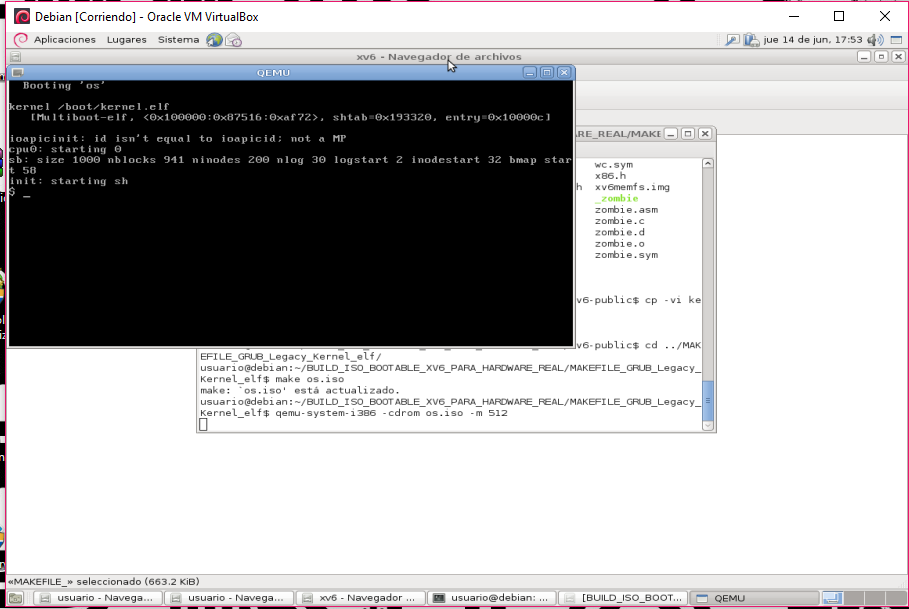 Debian [Corriendo] - Oracle VM VirtualBox
Aplicaciones Lugares Sistema
jue 14 de jun, 17:53
xv6 - Navegador de archivos
QEMU
Booting 'os'
kernel /boot/kernel.elf
[Multiboot-elf, <0x100000:0x87516:0xaf72>, shtab=0x193320, entry=0x10000c]
ioapicinit: id isn't equal to ioapicid; not a MP
cpu0: starting 0
sb: size 1000 nblocks 941 ninodes 200 nlog 30 logstart 2 inodestart 32 bmap star
t 58
init: starting sh
$ _
ARE_REAL/MAKE
wc.sym
x86.h
h xv6memfs.img
_zombie
zombie.asm
zombie.c
zombie.d
zombie.o
zombie.sym
v6-public$ cp -vi ke
v6-public$ cd ../MAK
EFILE_GRUB_Legacy_Kernel_elf/
usuario@debian:~/BUILD_ISO_BOOTABLE_XV6_PARA_HARDWARE_REAL/MAKEFILE_GRUB_Legacy_
Kernel_elf$ make os.iso
make: `os.iso' está actualizado.
usuario@debian:~/BUILD_ISO_BOOTABLE_XV6_PARA_HARDWARE_REAL/MAKEFILE_GRUB_Legacy_
Kernel_elf$ qemu-system-i386 -cdrom os.iso -m 512
«MAKEFILE_» seleccionado (663.2 KiB)
usuario - Navega...
usuario - Navega...
xv6 - Navegador ...
usuario@debian: ...
[BUILD_ISO_BOOT...
QEMU